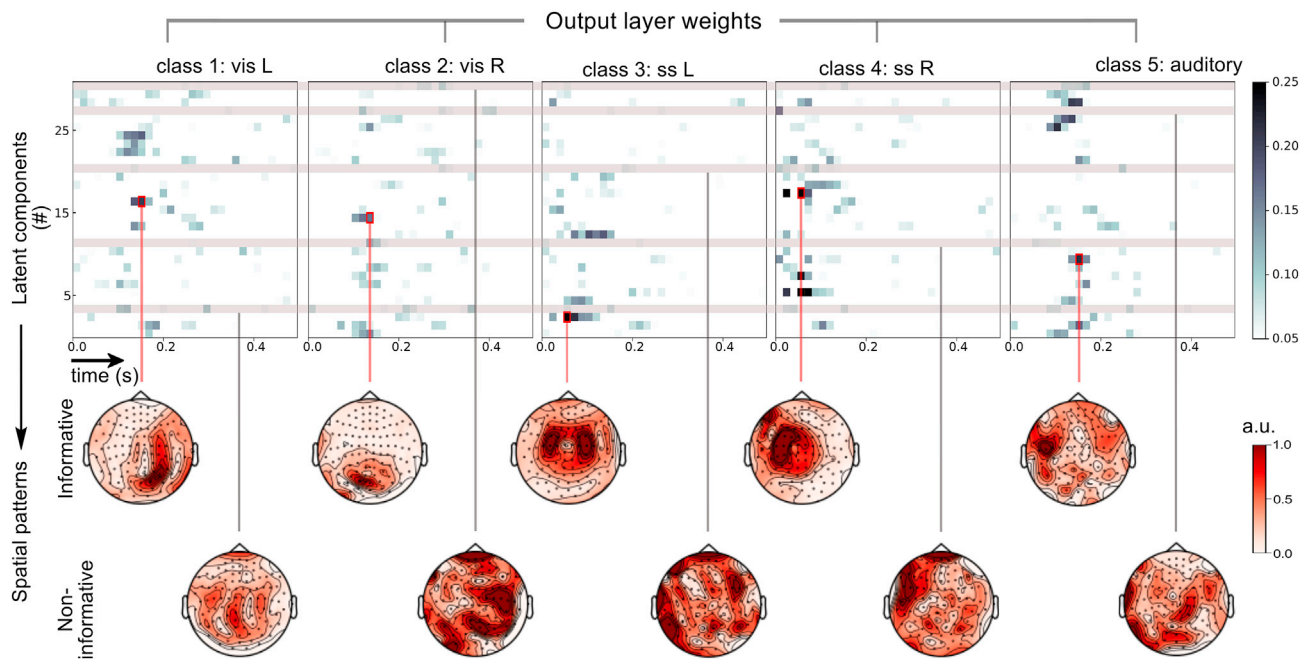 Output layer weights
class 1: vis L
class 2: vis R
class 3: ss L
class 4: ss R
class 5: auditory
Latent components
(#)
25
15
5
0.0 0.2 0.4
0.0 0.2 0.4
0.0 0.2 0.4
0.0 0.2 0.4
0.0 0.2 0.4
0.25
0.20
0.15
0.10
0.05
time (s)
Spatial patterns
Informative
a.u.
1.0
0.5
0.0
Non-
informative